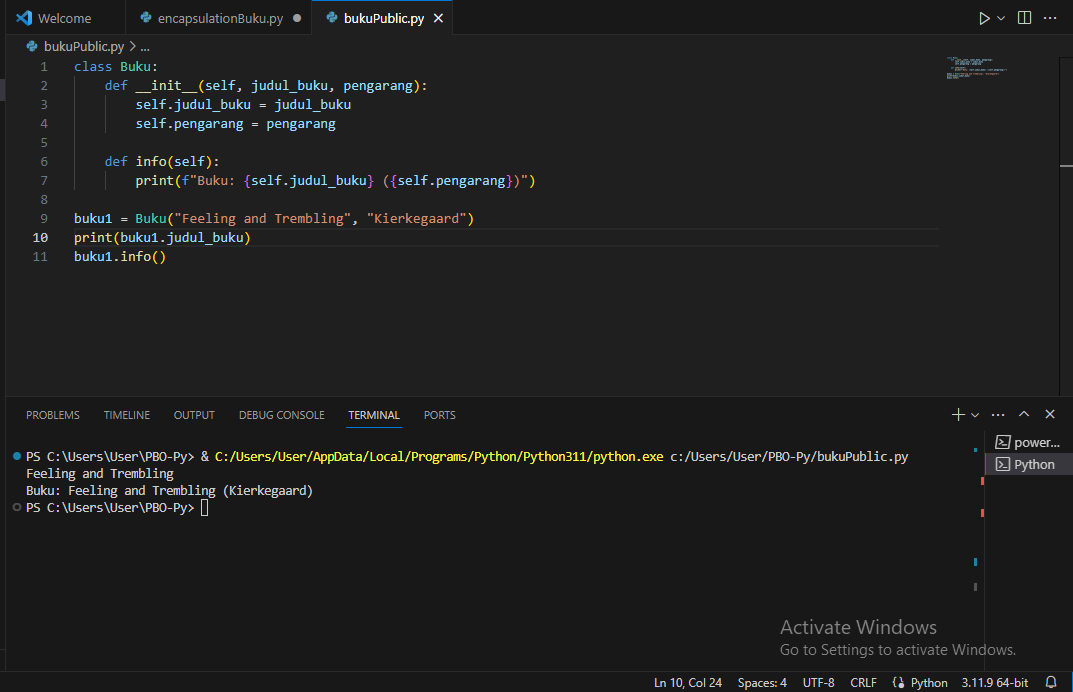 Welcome
encapsulationBuku.py
bukuPublic.py
bukuPublic.py > ...
1 class Buku:
2     def __init__(self, judul_buku, pengarang):
3         self.judul_buku = judul_buku
4         self.pengarang = pengarang
5
6     def info(self):
7         print(f"Buku: {self.judul_buku} ({self.pengarang})")
8
9 buku1 = Buku("Feeling and Trembling", "Kierkegaard")
10 print(buku1.judul_buku)
11 buku1.info()
PROBLEMS TIMELINE OUTPUT DEBUG CONSOLE TERMINAL PORTS
PS C:\Users\User\PBO-Py> & C:/Users/User/AppData/Local/Programs/Python/Python311/python.exe c:/Users/User/PBO-Py/bukuPublic.py
Feeling and Trembling
Buku: Feeling and Trembling (Kierkegaard)
PS C:\Users\User\PBO-Py>
power...
Python
Activate Windows
Go to Settings to activate Windows.
Ln 10, Col 24 Spaces: 4 UTF-8 CRLF Python 3.11.9 64-bit